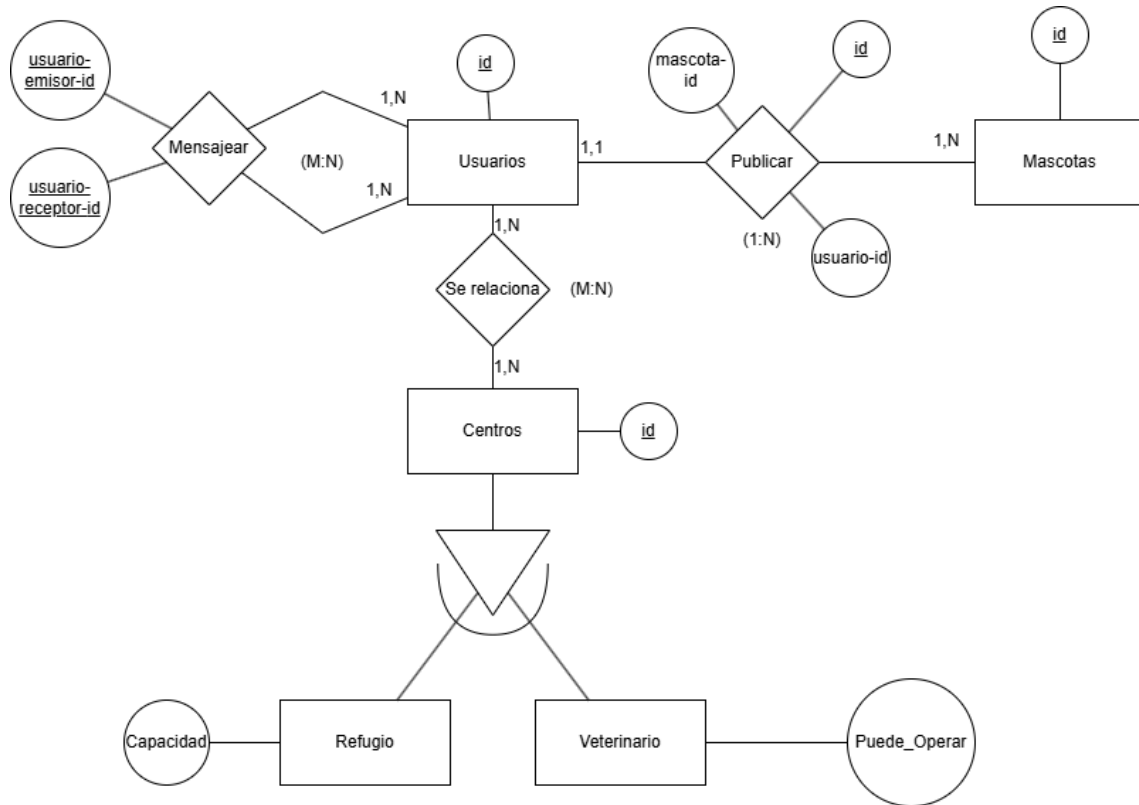 usuario-
emisor-id
id
mascota-
id
id
id
1,N
Mensajear
(M:N)
Usuarios
1,1
Publicar
1,N
Mascotas
usuario-
receptor-id
1,N
1,N
(1:N)
usuario-id
Se relaciona
(M:N)
1,N
Centros
id
Capacidad
Refugio
Veterinario
Puede_Operar